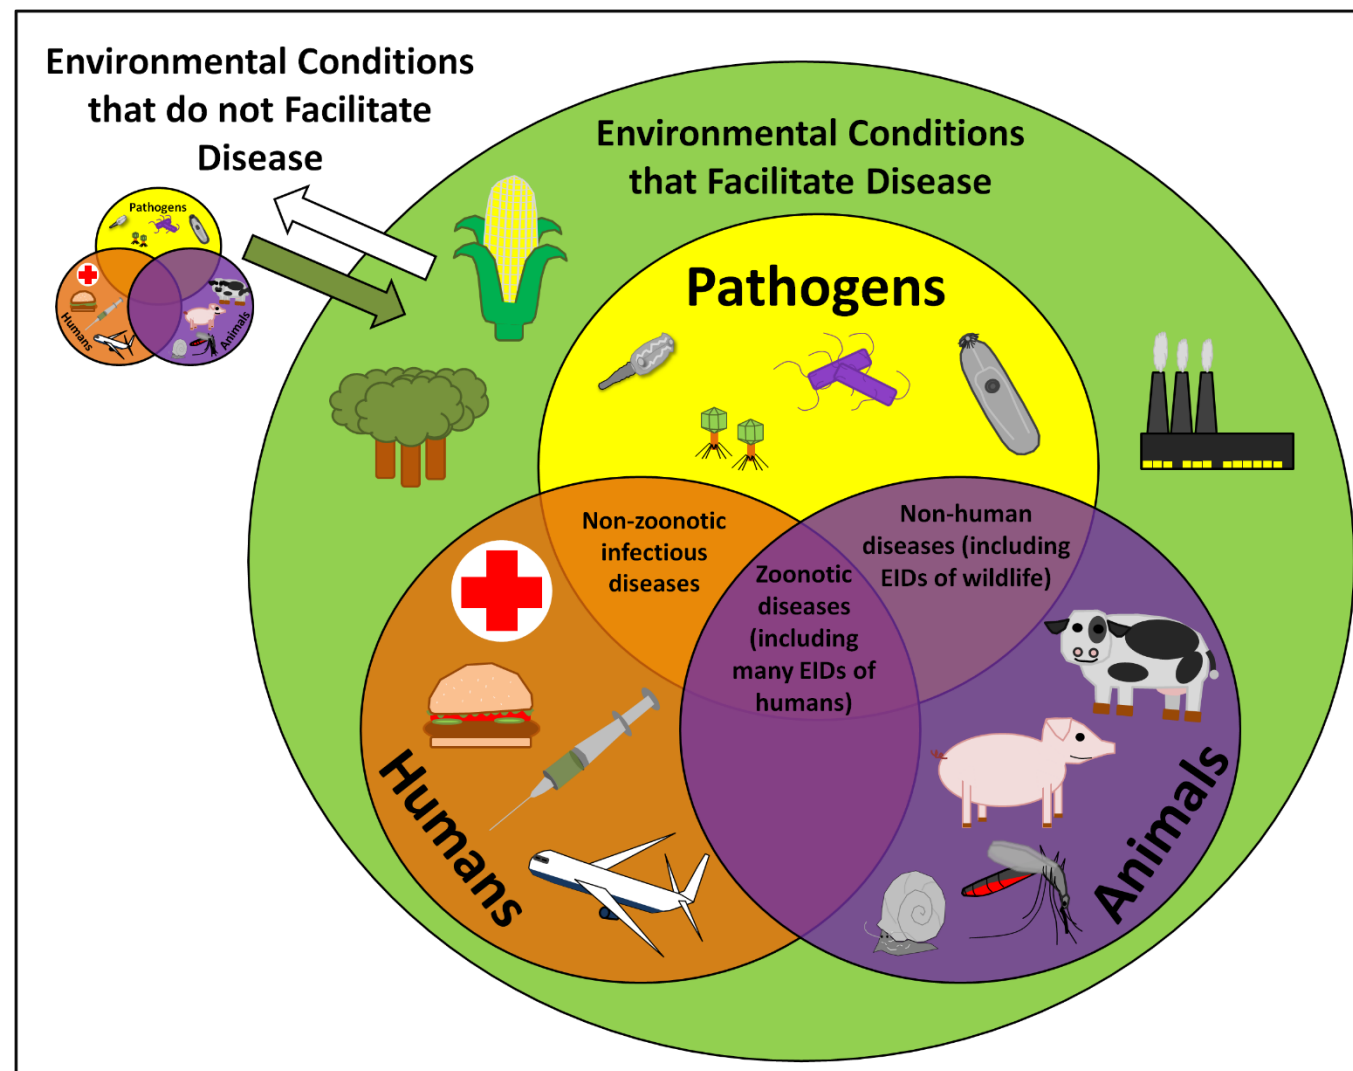 Environmental Conditions
that do not Facilitate
Disease
Pathogens
Humans
Animals
Environmental Conditions
that Facilitate Disease
Pathogens
Non-zoonotic
infectious
diseases
Non-human
diseases (including
EIDs of wildlife)
Zoonotic
diseases
(including
many EIDs of
humans)
Humans
Animals